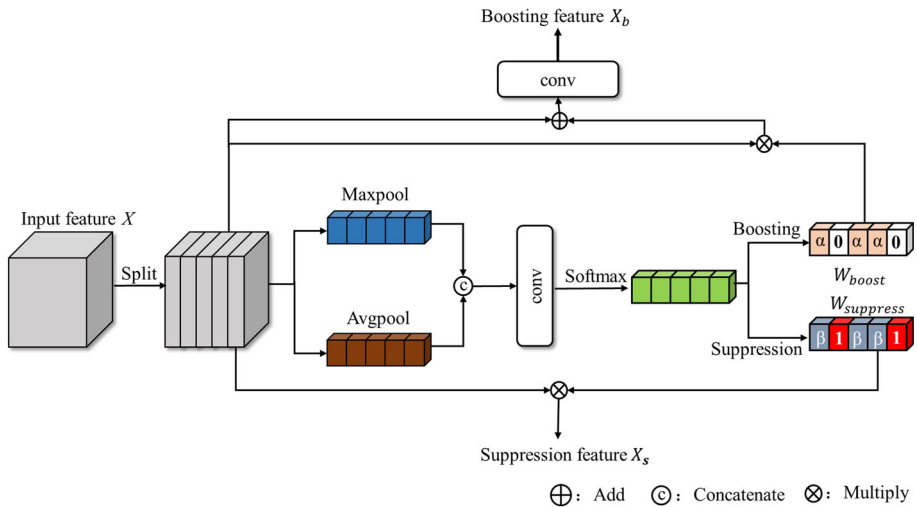 Boosting feature X_b
conv
Maxpool
Input feature X
Split
Avgpool
c
conv
Softmax
Boosting
α 0 α α 0
W_boost
W_suppress
β 1 β β 1
Suppression
Suppression feature X_s
⊕: Add ⓒ: Concatenate ⊗: Multiply